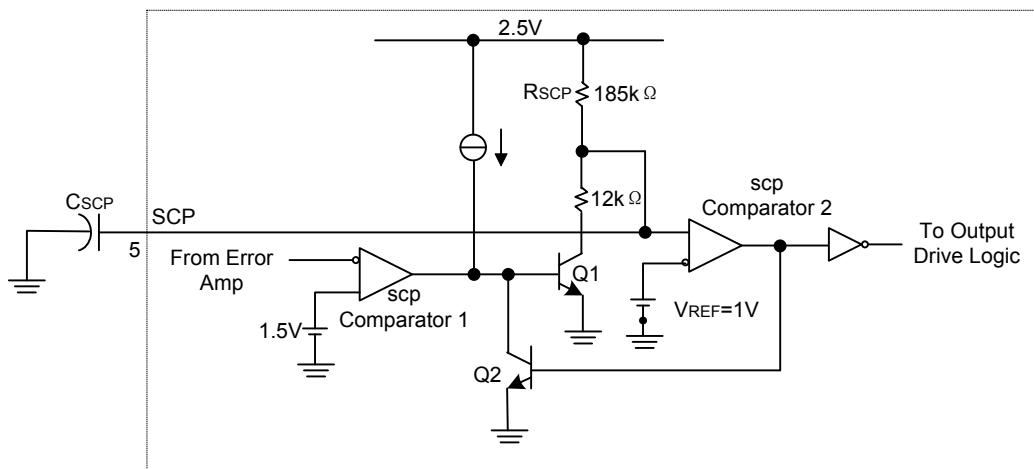 2.5V
RSCP 185k Ω
12k Ω
CSCP
SCP
5
scp
Comparator 2
To Output
Drive Logic
From Error
Amp
scp
Comparator 1
Q1
1.5V
VREF=1V
Q2